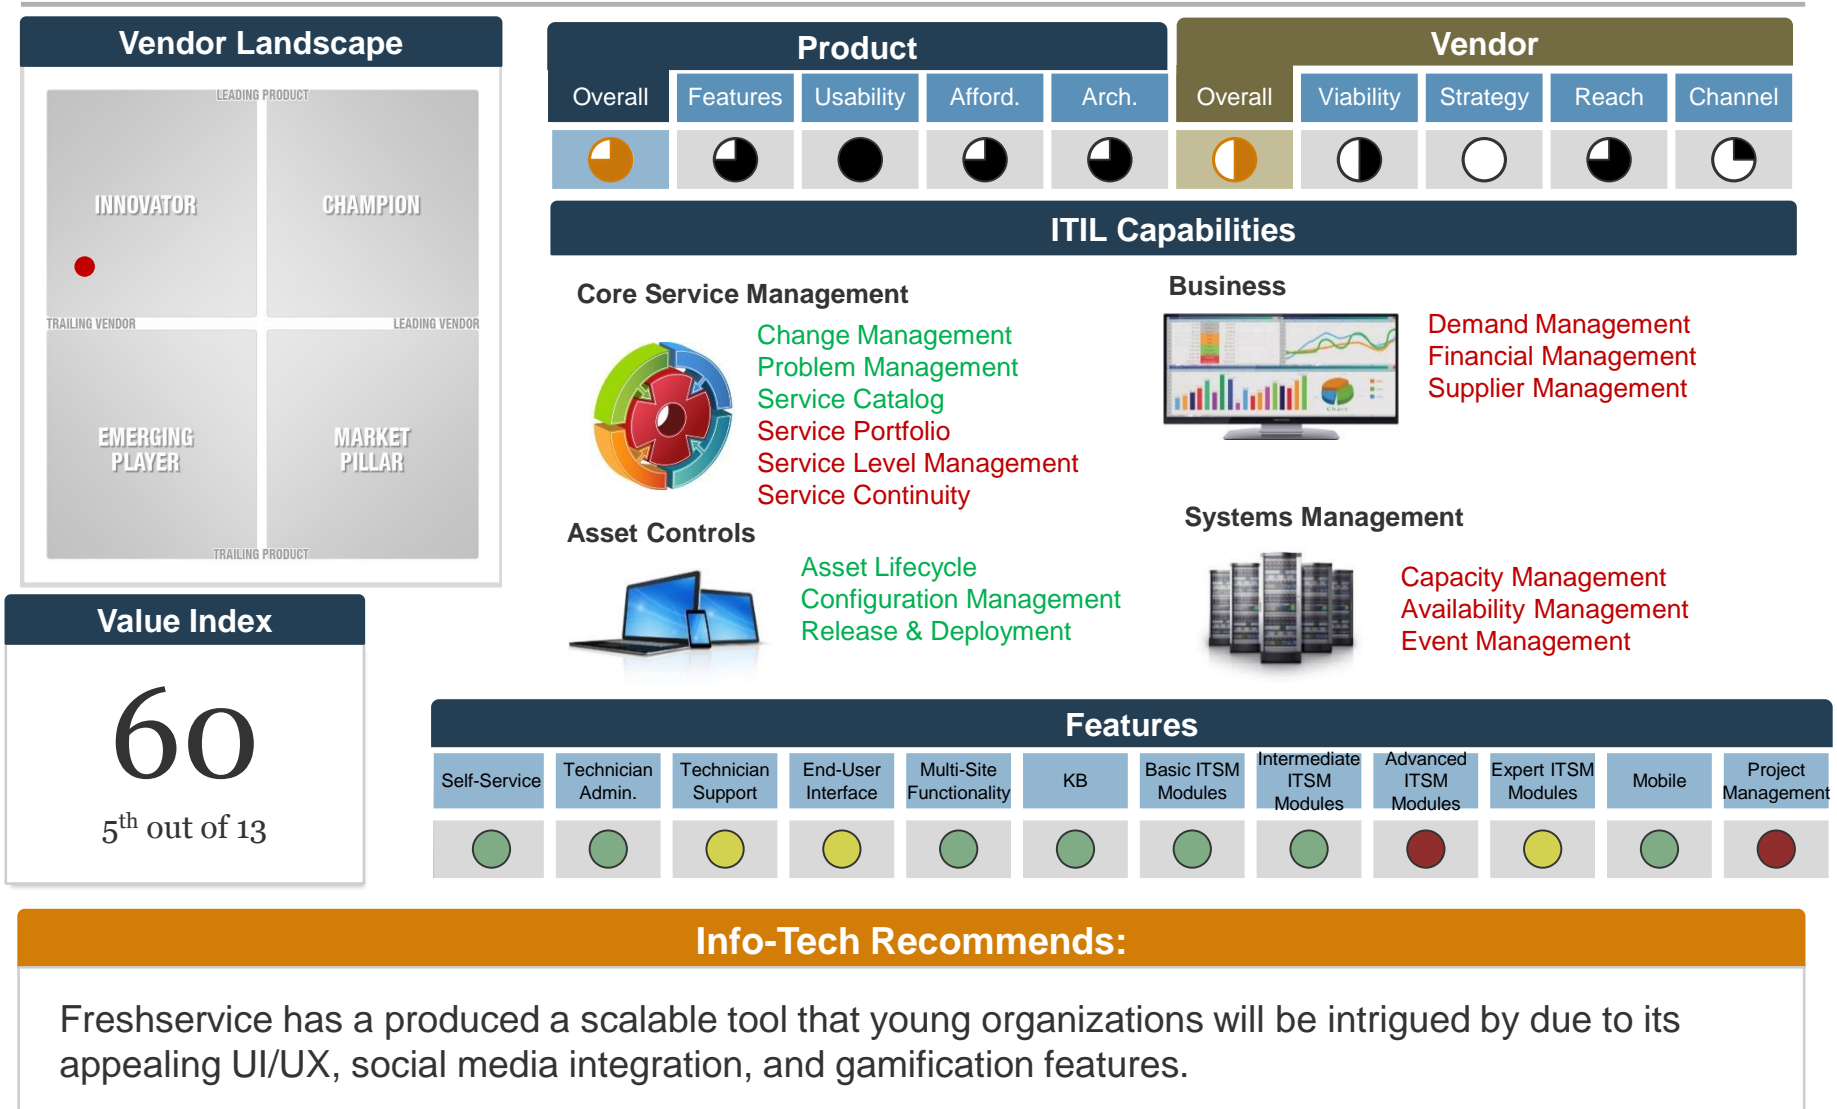 Vendor Landscape
LEADING PRODUCT
INNOVATOR
CHAMPION
TRAILING VENDOR
LEADING VENDOR
EMERGING
PLAYER
MARKET
PILLAR
TRAILING PRODUCT
Product
Vendor
Overall
Features
Usability
Afford.
Arch.
Overall
Viability
Strategy
Reach
Channel
ITIL Capabilities
Core Service Management
Change Management
Problem Management
Service Catalog
Service Portfolio
Service Level Management
Service Continuity
Business
Chart
Demand Management
Financial Management
Supplier Management
Asset Controls
Asset Lifecycle
Configuration Management
Release & Deployment
Systems Management
Capacity Management
Availability Management
Event Management
Value Index
60
5th out of 13
Features
Self-Service
Technician
Admin.
Technician
Support
End-User
Interface
Multi-Site
Functionality
KB
Basic ITSM
Modules
Intermediate
ITSM
Modules
Advanced
ITSM
Modules
Expert ITSM
Modules
Mobile
Project
Management
Info-Tech Recommends:
Freshservice has a produced a scalable tool that young organizations will be intrigued by due to its
appealing UI/UX, social media integration, and gamification features.